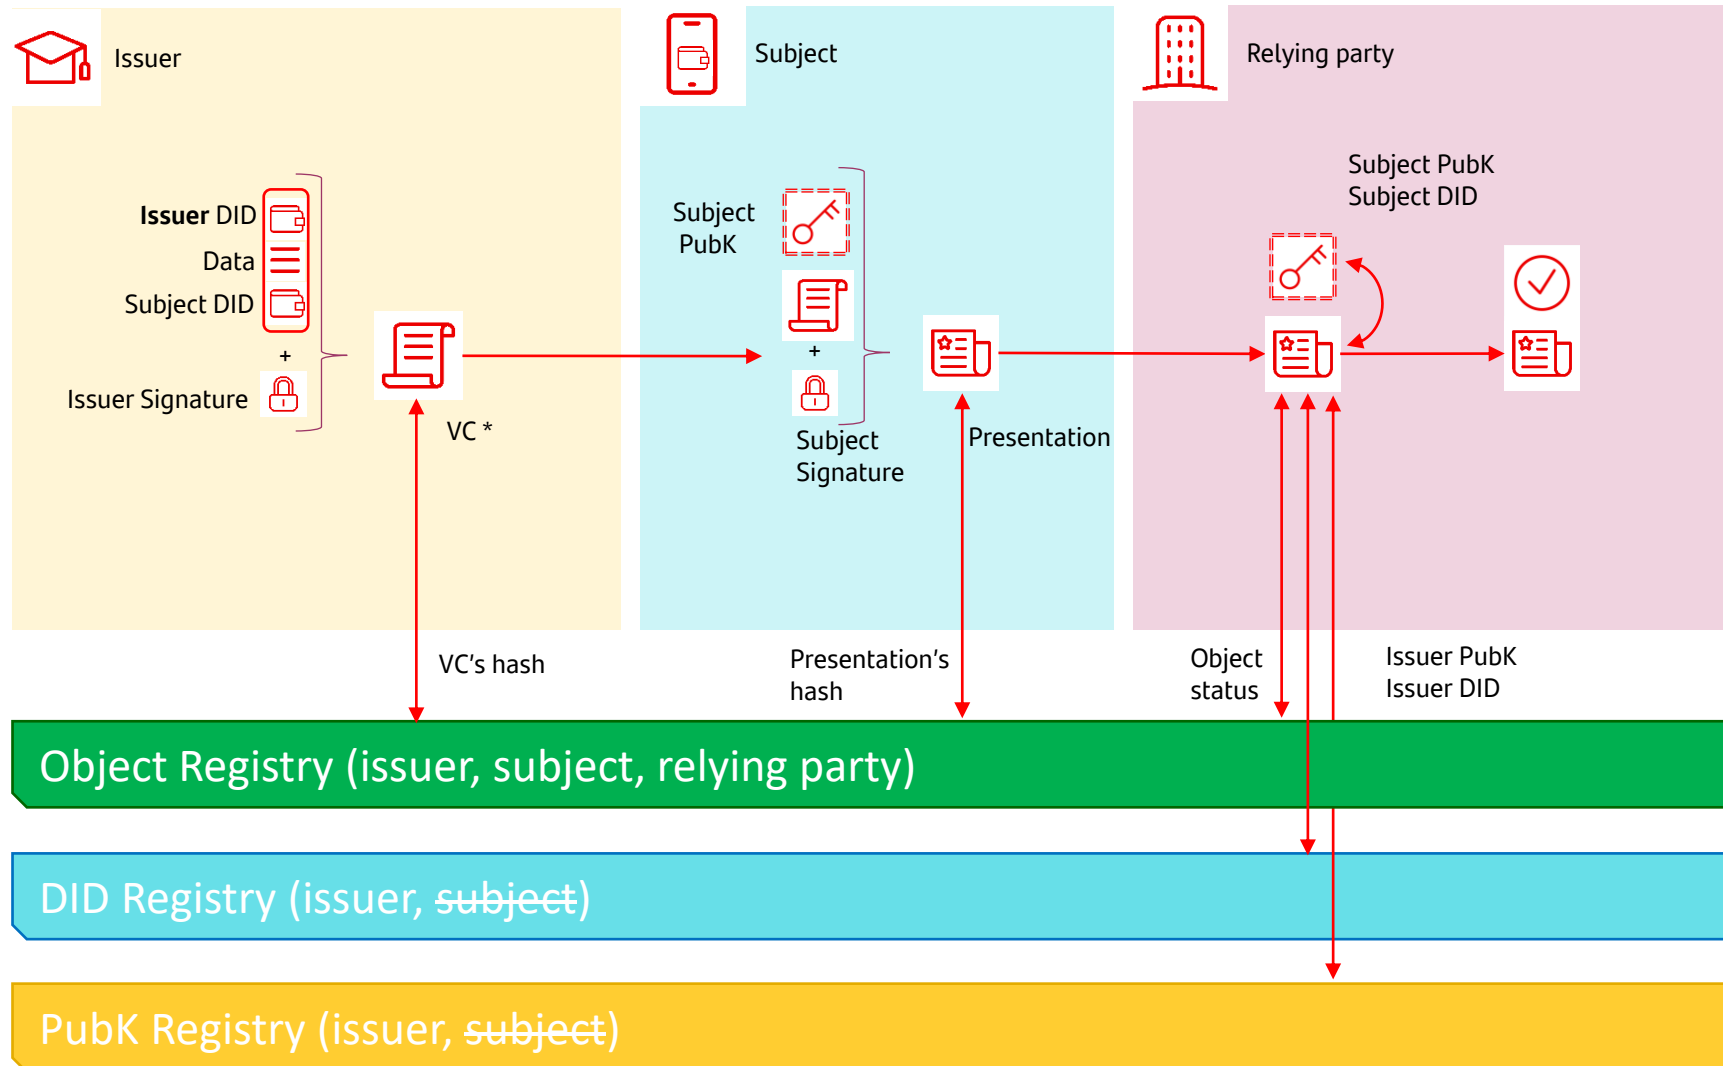 Issuer
Subject
Relying party
Issuer DID
Data
Subject DID
+
Issuer Signature
VC *
Subject
PubK
+
Subject
Signature
Presentation
Subject PubK
Subject DID
VC's hash
Presentation's
hash
Object
status
Issuer PubK
Issuer DID
Object Registry (issuer, subject, relying party)
DID Registry (issuer, subject)
PubK Registry (issuer, subject)